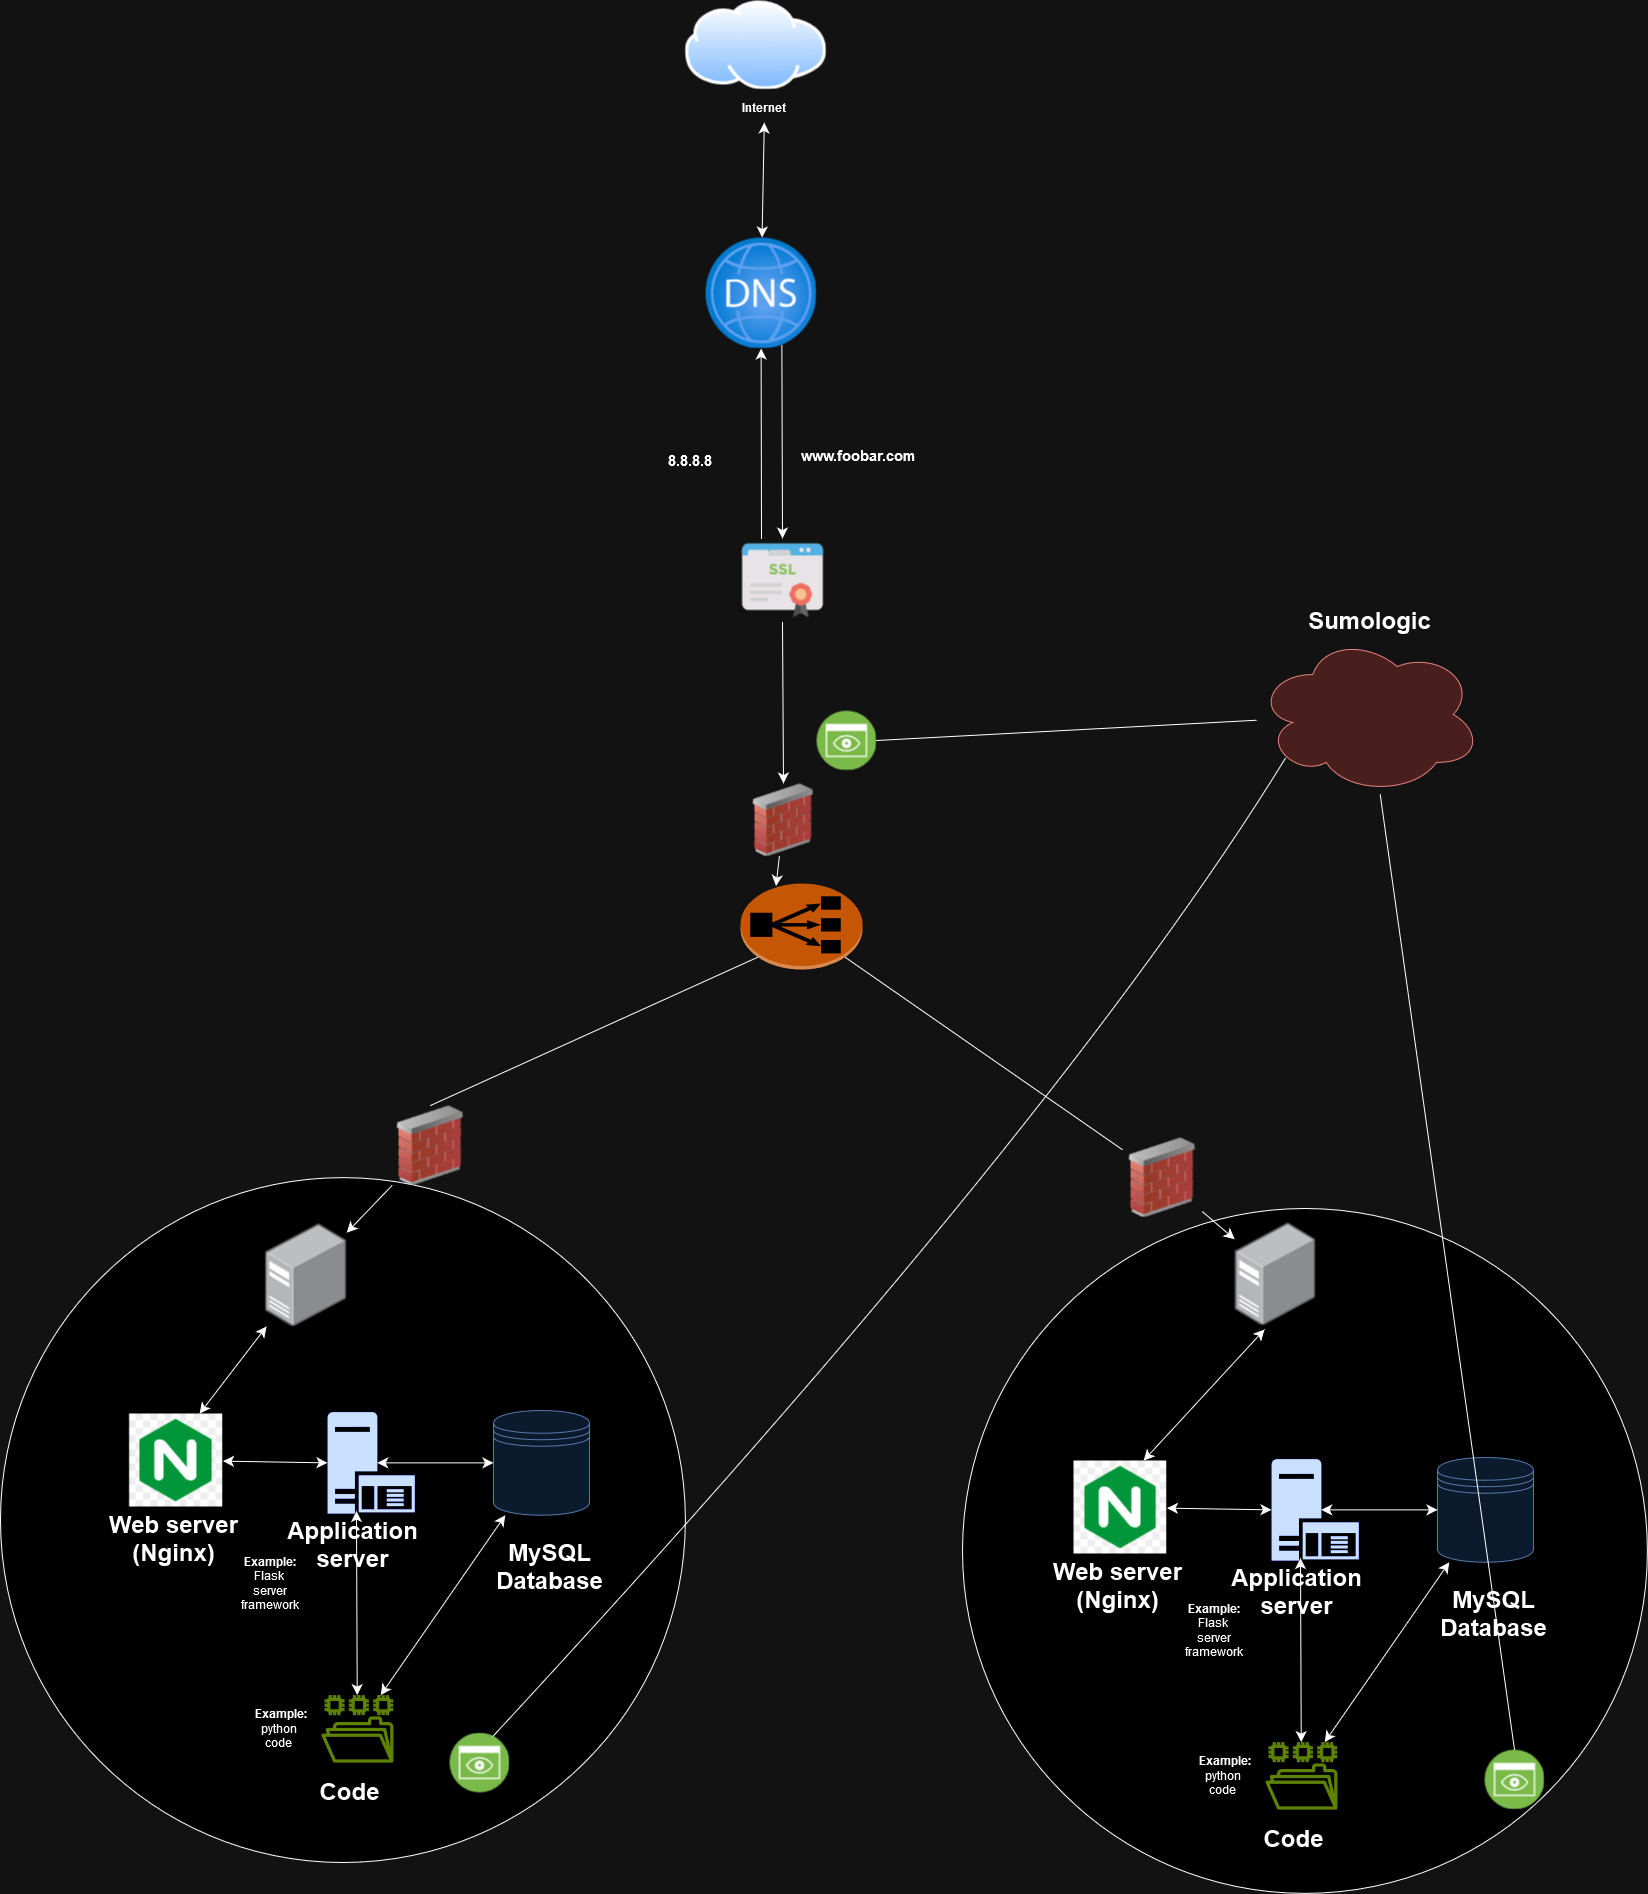 Internet
DNS
8.8.8.8
www.foobar.com
SSL
Sumologic
Web server
(Nginx)
Application
server
Example:
Flask
server
framework
MySQL
Database
Example:
python
code
Code
N
Web server
(Nginx)
Application
server
Example:
Flask
server
framework
MySQL
Database
Example:
python
code
Code
N